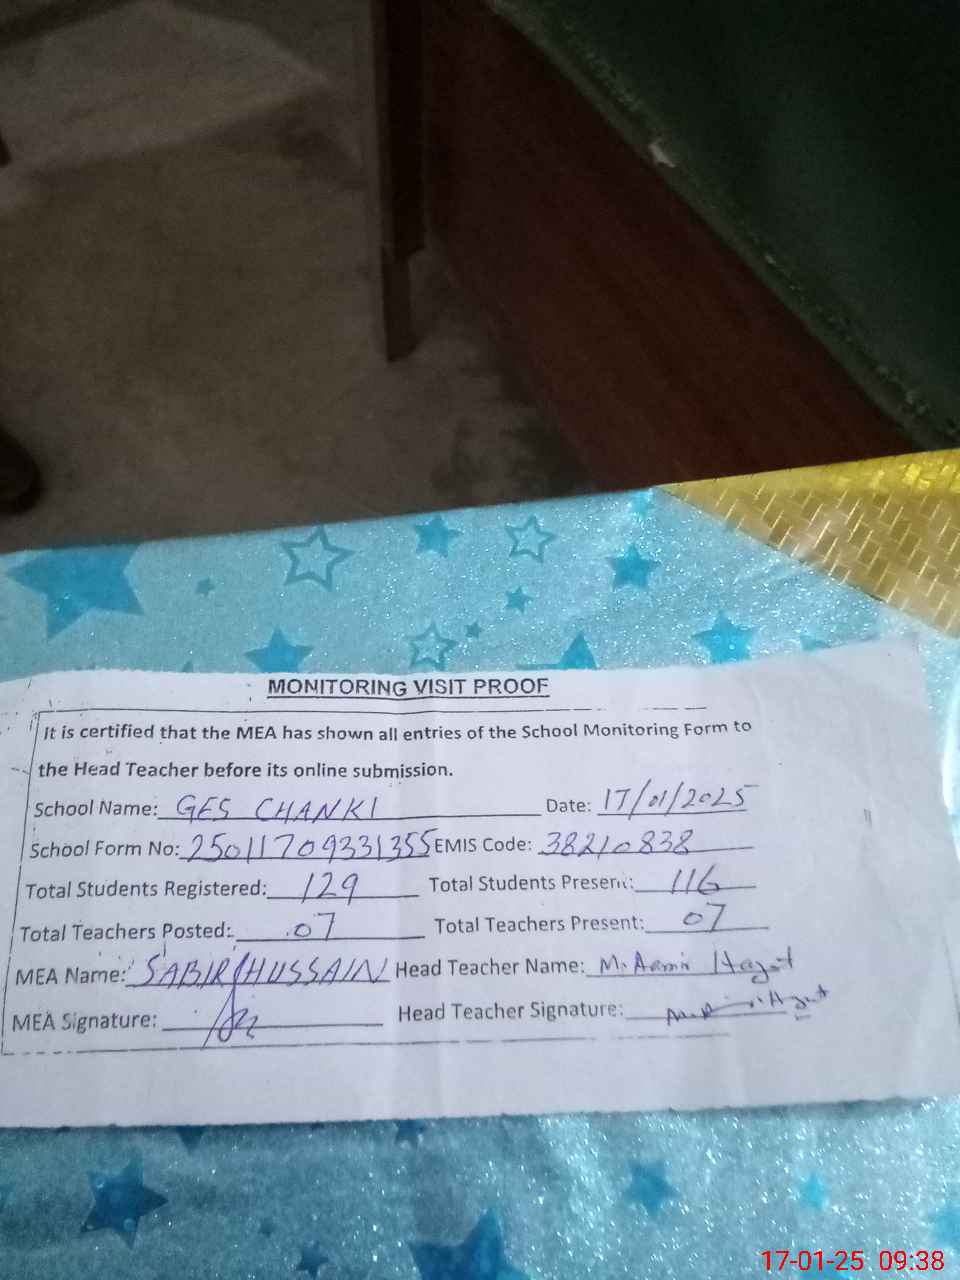 MONITORING VISIT PROOF
It is certified that the MEA has shown all entries of the School Monitoring Form to
the Head Teacher before its online submission.
School Name: GES CHANKI Date: 17/01/2025
School Form No: 25011709331355 EMIS Code: 38210838
Total Students Registered: 129 Total Students Present: 116
Total Teachers Posted: 07 Total Teachers Present: 07
MEA Name: SABIR HUSSAIN Head Teacher Name: M. Aamir Hayat
MEA Signature: Head Teacher Signature:
17-01-25 09:38